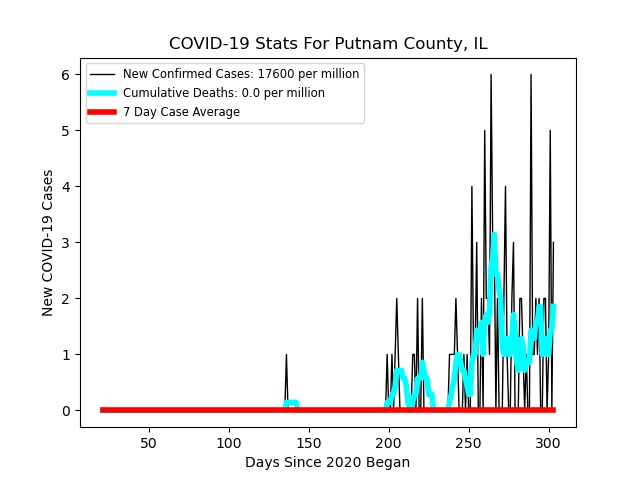 COVID-19 Stats For Putnam County, IL
New Confirmed Cases: 17600 per million
Cumulative Deaths: 0.0 per million
7 Day Case Average
New COVID-19 Cases
6
5
4
3
2
1
0
50 100 150 200 250 300
Days Since 2020 Began